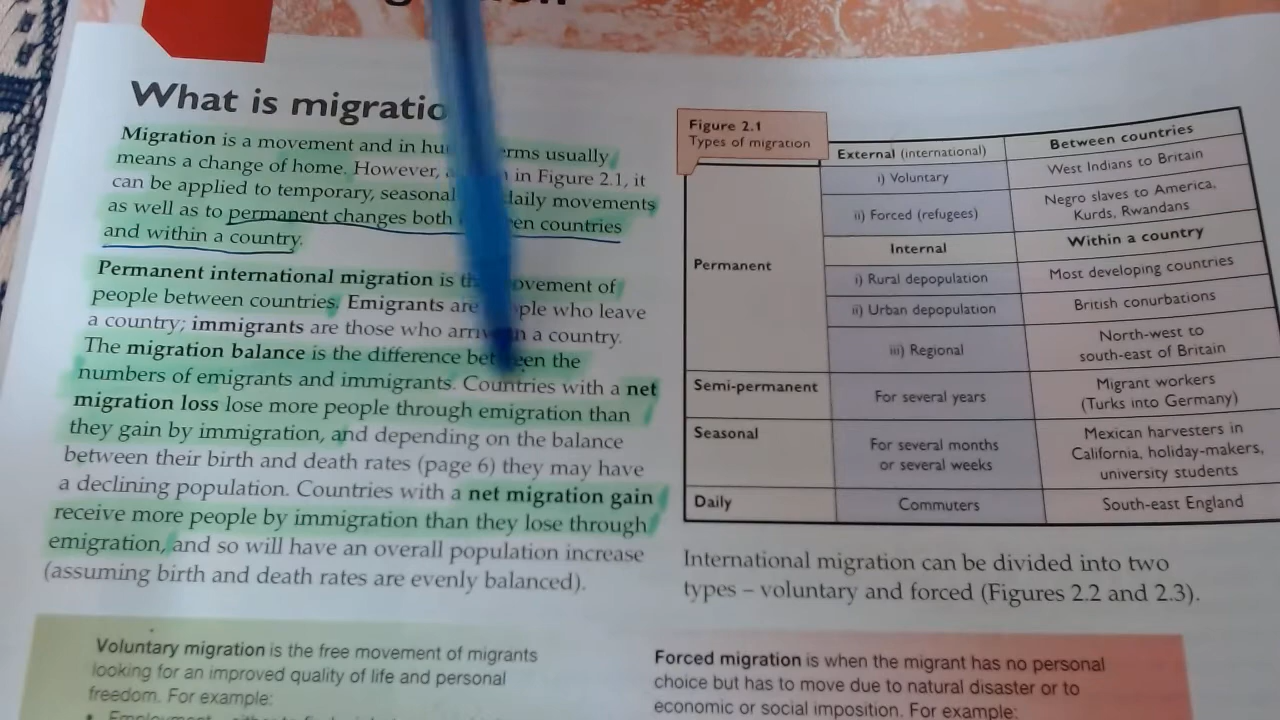 What is migratio
Migration is a movement and in hu erms usually
means a change of home. However, in Figure 2.1, it
can be applied to temporary, seasonal daily movements
as well as to permanent changes both en countries
and within a country.
Permanent international migration is th ovement of
people between countries. Emigrants are ple who leave
a country; immigrants are those who arriv in a country.
The migration balance is the difference between the
numbers of emigrants and immigrants. Countries with a net
migration loss lose more people through emigration than
they gain by immigration, and depending on the balance
between their birth and death rates (page 6) they may have
a declining population. Countries with a net migration gain
receive more people by immigration than they lose through
emigration, and so will have an overall population increase
(assuming birth and death rates are evenly balanced).
Figure 2.1
Types of migration
External (international) Between countries
Permanent
i) Voluntary West Indians to Britain
ii) Forced (refugees) Negro slaves to America,
Kurds, Rwandans
Internal Within a country
i) Rural depopulation Most developing countries
ii) Urban depopulation British conurbations
iii) Regional North-west to
south-east of Britain
Semi-permanent For several years Migrant workers
(Turks into Germany)
Seasonal For several months
or several weeks Mexican harvesters in
California, holiday-makers,
university students
Daily Commuters South-east England
International migration can be divided into two
types – voluntary and forced (Figures 2.2 and 2.3).
Voluntary migration is the free movement of migrants
looking for an improved quality of life and personal
freedom. For example:
Forced migration is when the migrant has no personal
choice but has to move due to natural disaster or to
economic or social imposition. For example: